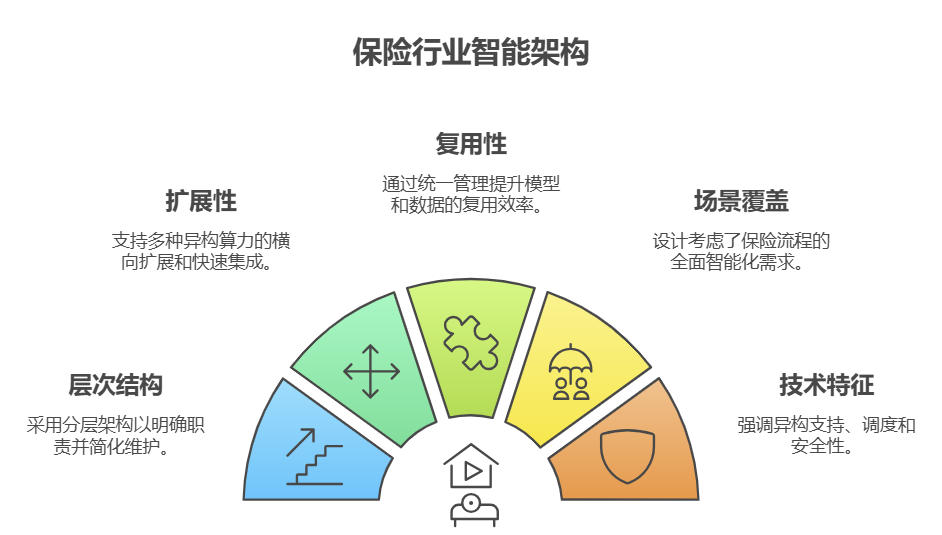 保险行业智能架构
复用性
通过统一管理提升模型
和数据的复用效率。
扩展性
支持多种异构算力的横
向扩展和快速集成。
场景覆盖
设计考虑了保险流程的
全面智能化需求。
层次结构
采用分层架构以明确职
责并简化维护。
技术特征
强调异构支持、调度和
安全性。